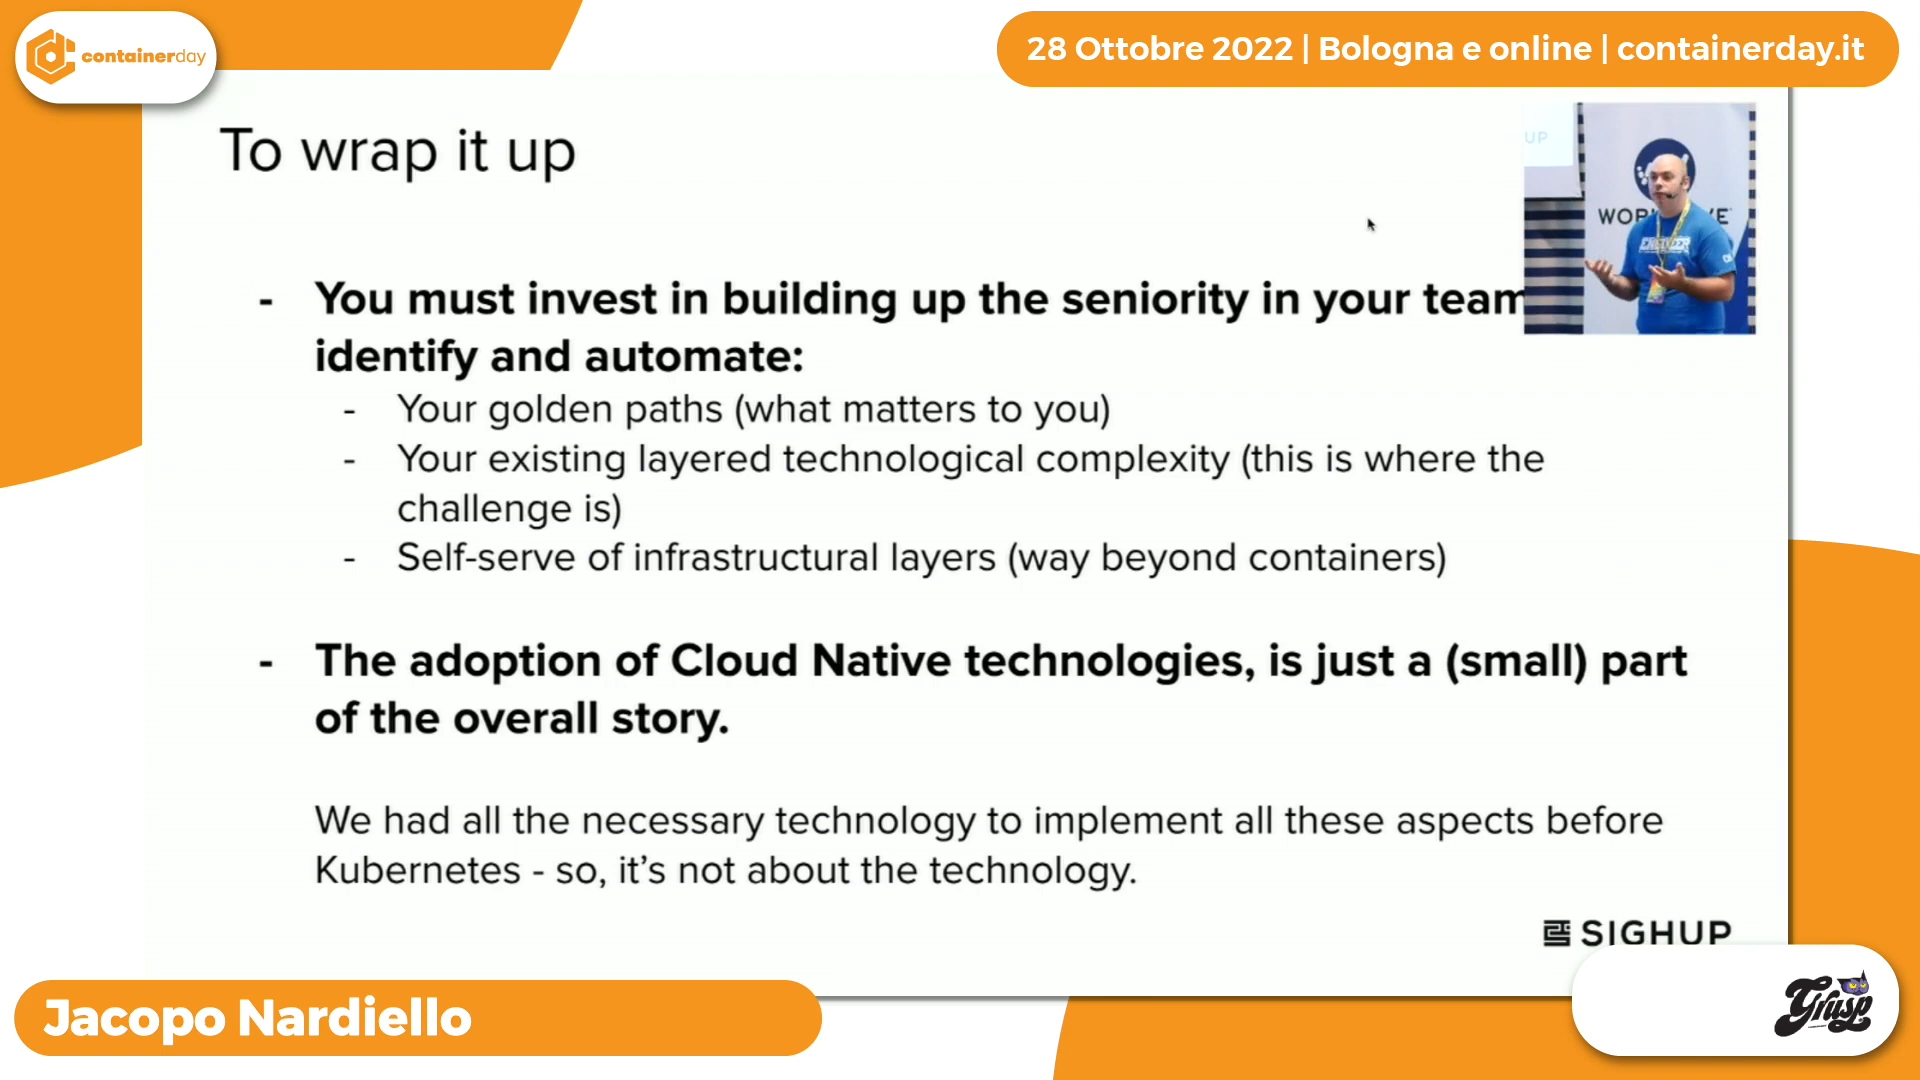 containerday
28 Ottobre 2022 | Bologna e online | containerday.it
To wrap it up
UP
- You must invest in building up the seniority in your team
identify and automate:
- Your golden paths (what matters to you)
- Your existing layered technological complexity (this is where the
challenge is)
- Self-serve of infrastructural layers (way beyond containers)
- The adoption of Cloud Native technologies, is just a (small) part
of the overall story.
We had all the necessary technology to implement all these aspects before
Kubernetes - so, it's not about the technology.
SIGHUP
Jacopo Nardiello
Grusp